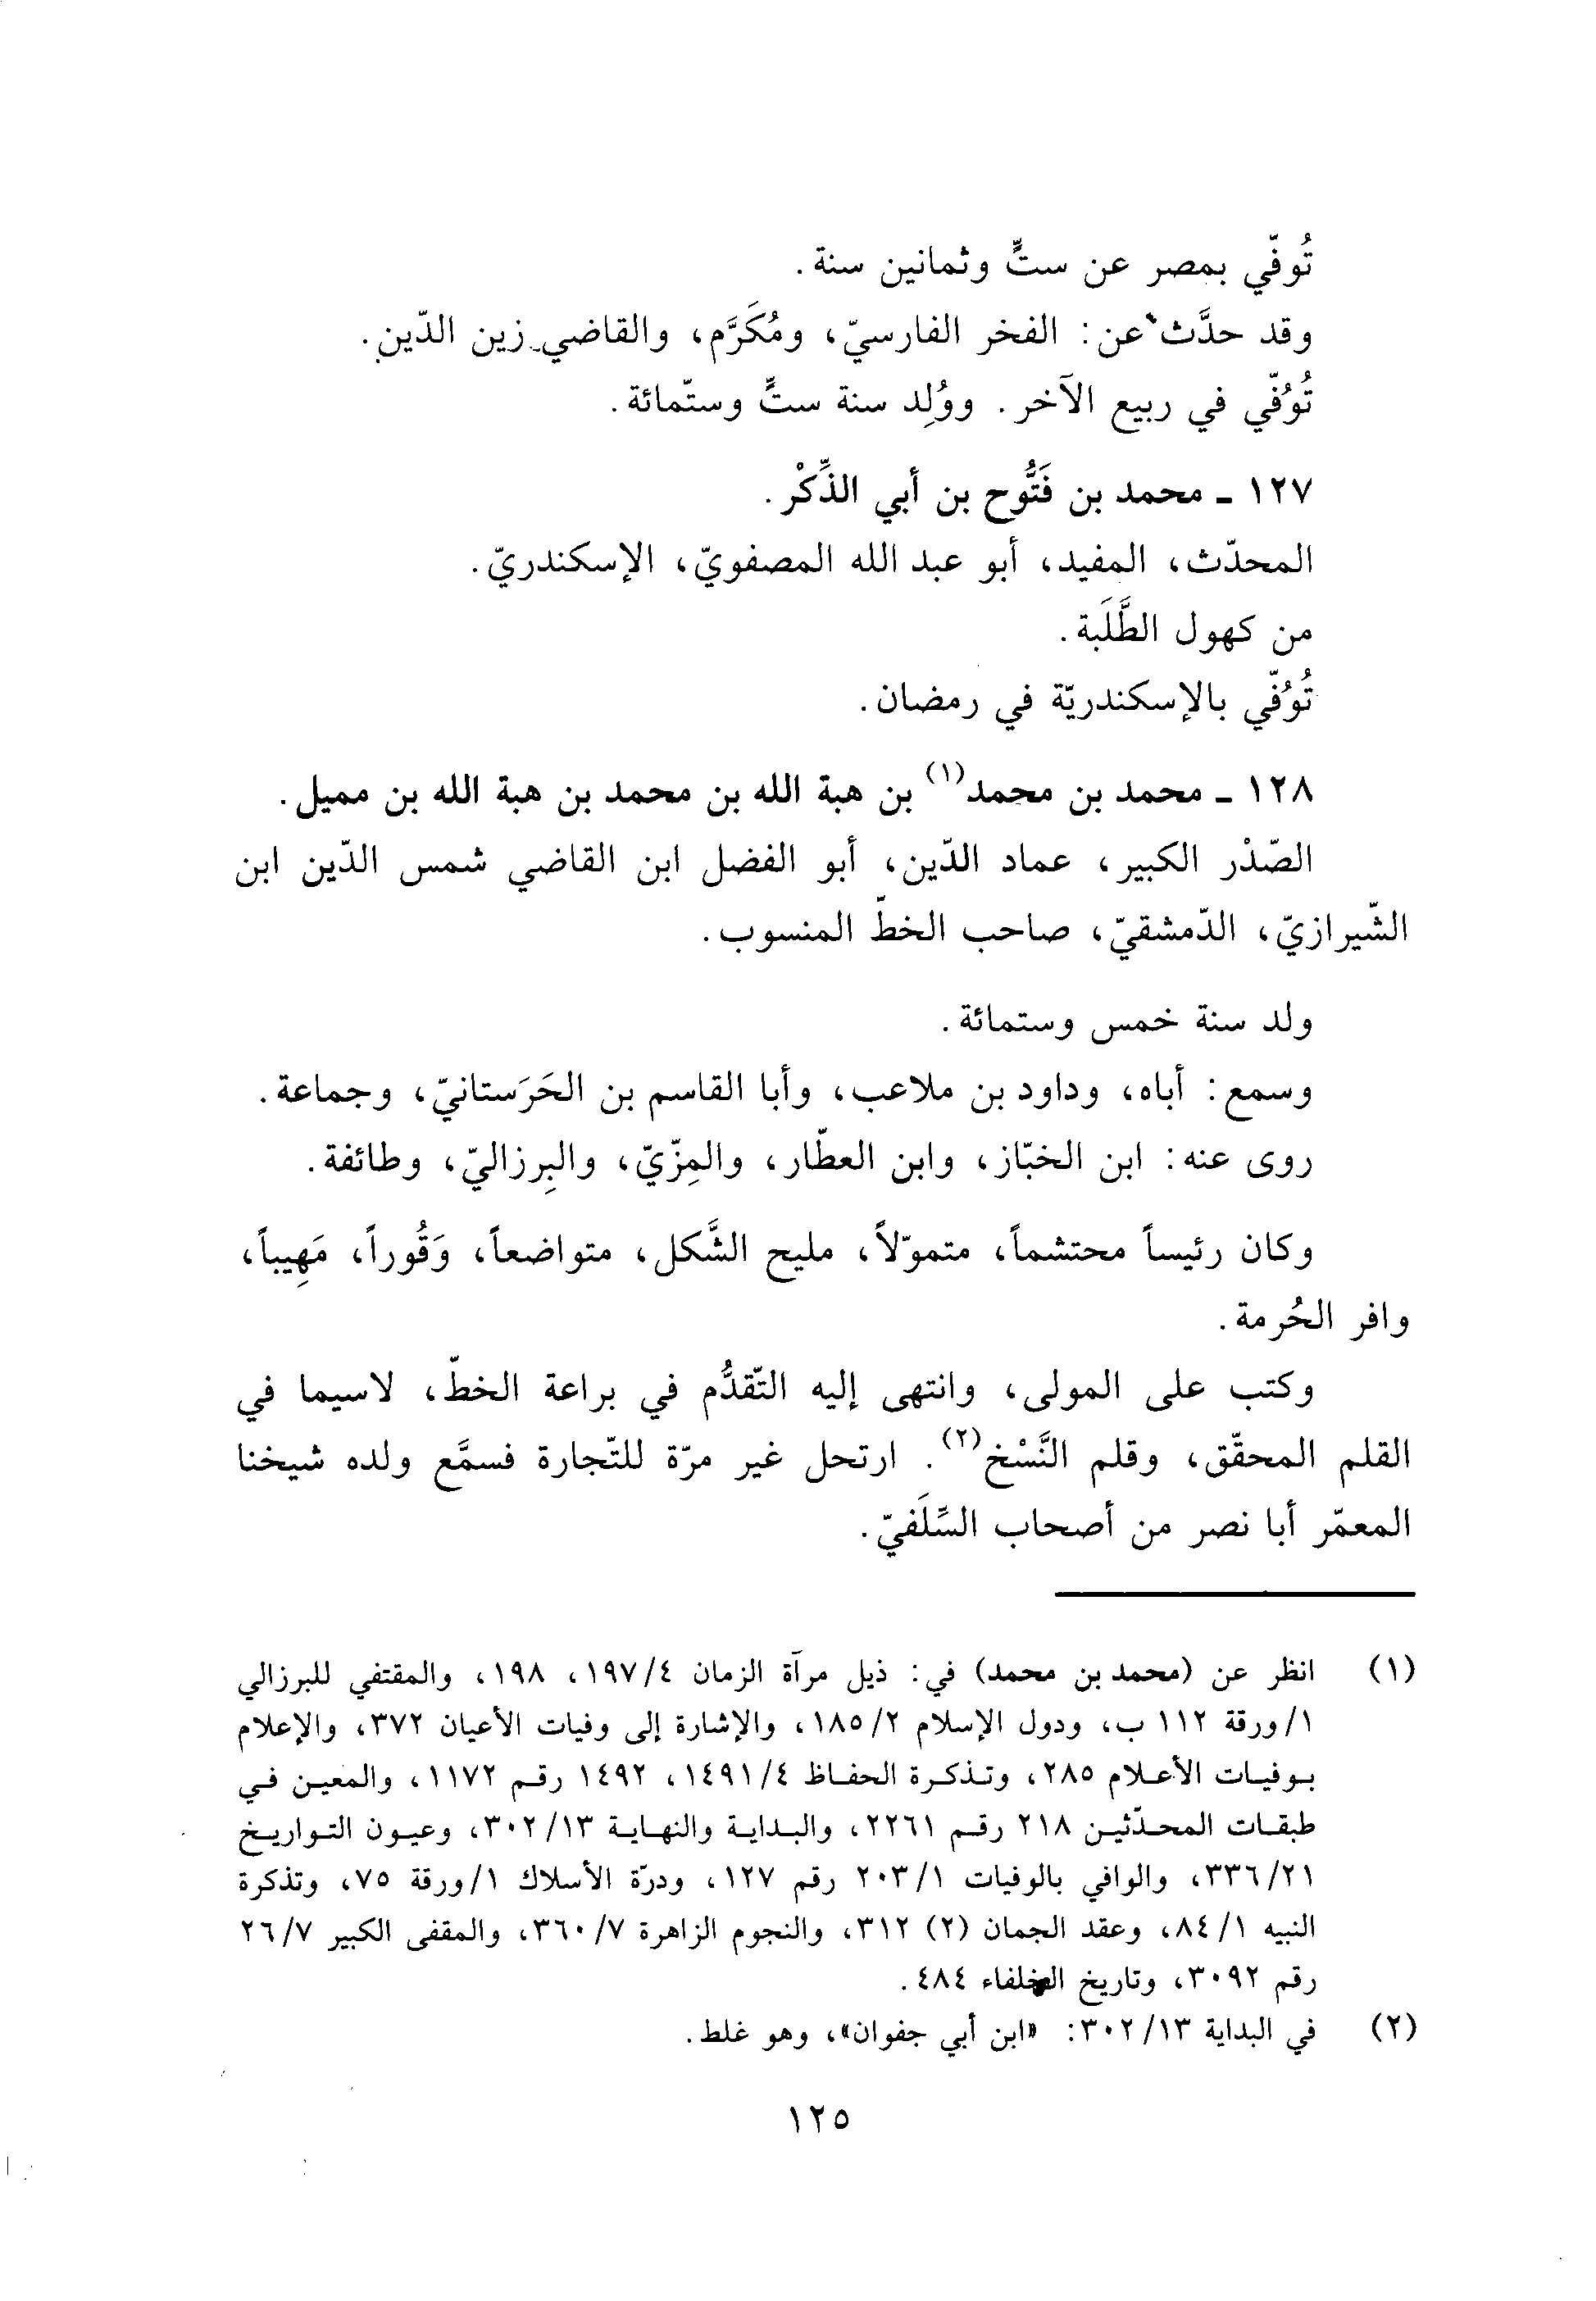 تُوفّي بمصر عن ستٍّ وثمانين سنة.
وقد حدَّث عن: الفخر الفارسيّ، ومُكَرَّم، والقاضي زين الدّين.
تُوُفّي في ربيع الآخر. ووُلِد سنة ستٍّ وستّمائة.
١٢٧ ـ محمد بن فَتُّوح بن أبي الذِّكْر.
المحدّث، المفيد، أبو عبد الله المصفويّ، الإسكندريّ.
من كهول الطَّلَبة.
تُوُفّي بالإسكندريّة في رمضان.
١٢٨ ـ محمد بن محمد(١) بن هبة الله بن محمد بن هبة الله بن مميل.
الصّدْر الكبير، عماد الدّين، أبو الفضل ابن القاضي شمس الدّين ابن
الشّيرازيّ، الدّمشقيّ، صاحب الخطّ المنسوب.
ولد سنة خمس وستمائة.
وسمع: أباه، وداود بن ملاعب، وأبا القاسم بن الحَرَستانيّ، وجماعة.
روى عنه: ابن الخبّاز، وابن العطّار، والمِزّيّ، والبِرزاليّ، وطائفة.
وكان رئيساً محتشماً، متموّلاً، مليح الشَّكل، متواضعاً، وَقُوراً، مَهِيباً،
وافر الحُرمة.
وكتب على المولى، وانتهى إليه التّقدُّم في براعة الخطّ، لاسيما في
القلم المحقّق، وقلم النَّسْخ(٢). ارتحل غير مرّة للتّجارة فسمَّع ولده شيخنا
المعمّر أبا نصر من أصحاب السِّلَفيّ.
(١) انظر عن (محمد بن محمد) في: ذيل مرآة الزمان ١٩٧/٤، ١٩٨، والمقتفي للبرزالي
١/ورقة ١١٢ ب، ودول الإسلام ١٨٥/٢، والإشارة إلى وفيات الأعيان ٣٧٢، والإعلام
بوفيات الأعلام ٢٨٥، وتذكرة الحفاظ ١٤٩١/٤، ١٤٩٢ رقم ١١٧٢، والمعين في
طبقات المحدّثين ٢١٨ رقم ٢٢٦١، والبداية والنهاية ٣٠٢/١٣، وعيون التواريخ
٣٣٦/٢١، والوافي بالوفيات ٢٠٣/١ رقم ١٢٧، ودرّة الأسلاك ١/ورقة ٧٥، وتذكرة
النبيه ٨٤/١، وعقد الجمان (٢) ٣١٢، والنجوم الزاهرة ٣٦٠/٧، والمقفى الكبير ٢٦/٧
رقم ٣٠٩٢، وتاريخ الخلفاء ٤٨٤.
(٢) في البداية ٣٠٢/١٣: «ابن أبي جفوان»، وهو غلط.
١٢٥